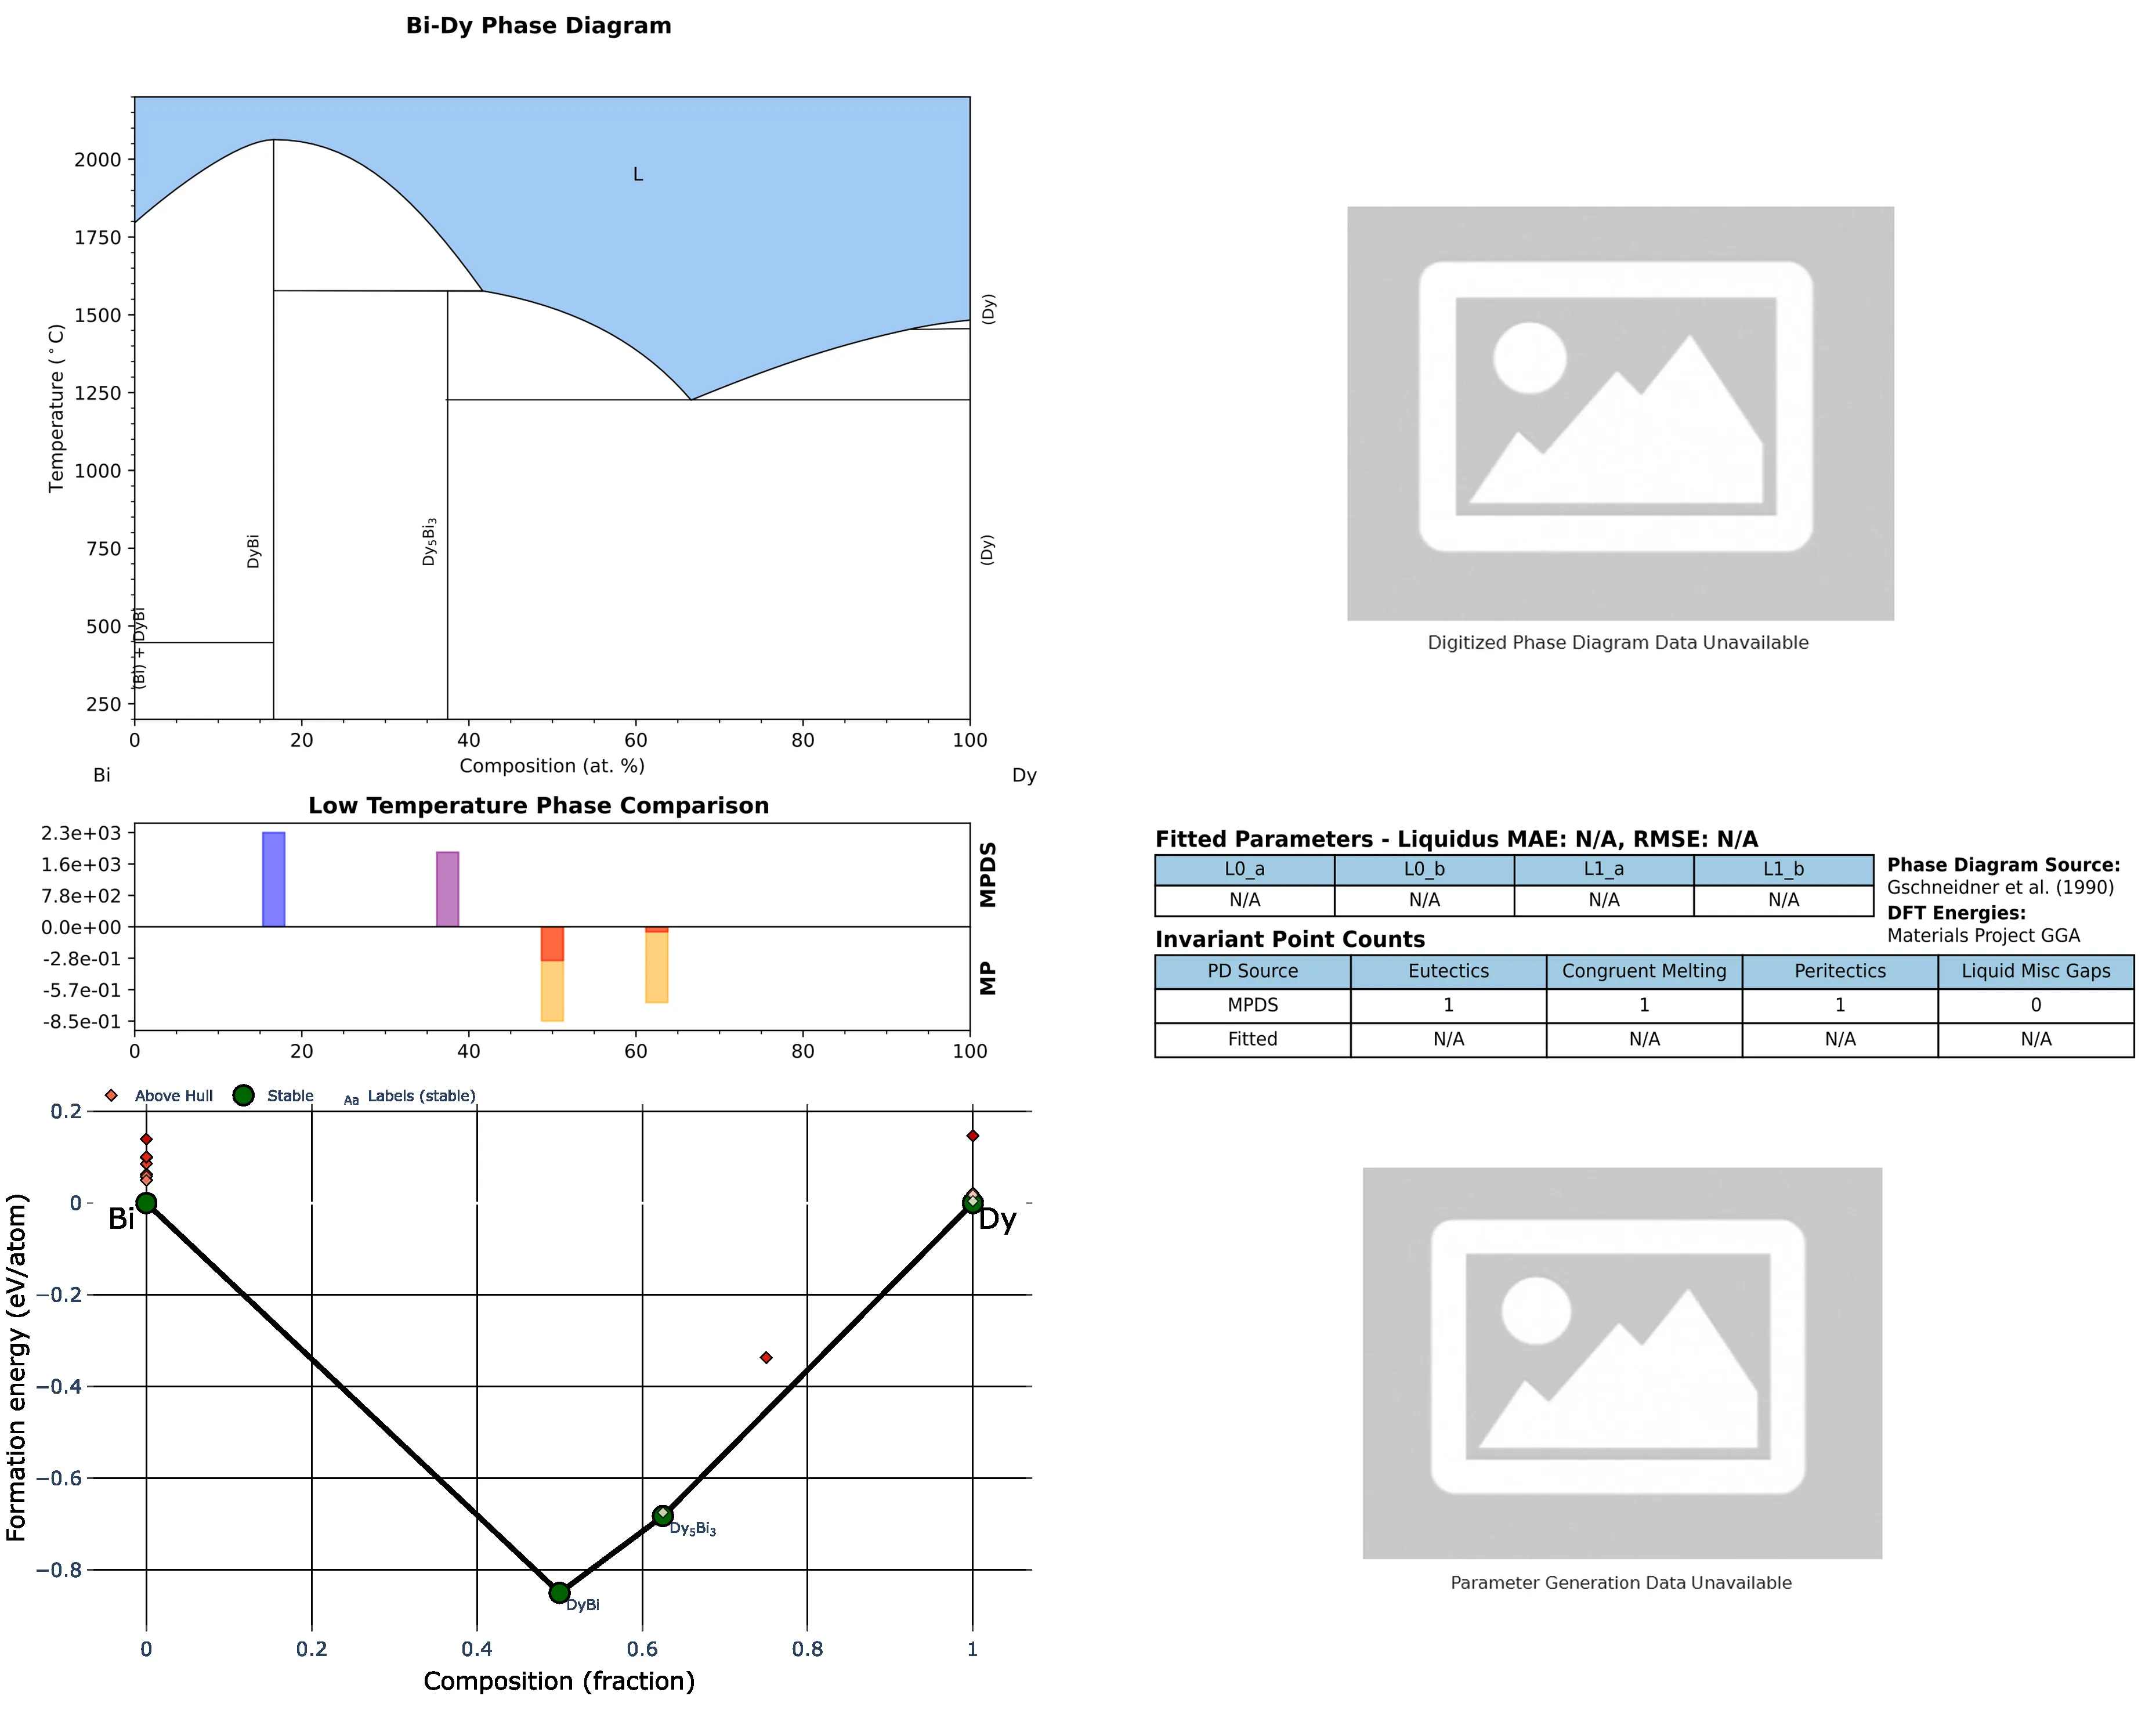 Bi-Dy Phase Diagram
2000
1750
1500
1250
1000
750
500
250
Temperature (°C)
L
(Dy)
(Dy)
DyBi
Dy₅Bi₃
(Bi) + DyBi
0 20 40 60 80 100
Composition (at. %)
Bi Dy
Digitized Phase Diagram Data Unavailable
Low Temperature Phase Comparison
2.3e+03
1.6e+03
7.8e+02
0.0e+00
-2.8e-01
-5.7e-01
-8.5e-01
MPDS
MP
0 20 40 60 80 100
Fitted Parameters - Liquidus MAE: N/A, RMSE: N/A
L0_a L0_b L1_a L1_b
N/A N/A N/A N/A
Phase Diagram Source:
Gschneidner et al. (1990)
DFT Energies:
Materials Project GGA
Invariant Point Counts
PD Source Eutectics Congruent Melting Peritectics Liquid Misc Gaps
MPDS 1 1 1 0
Fitted N/A N/A N/A N/A
Above Hull Stable Aa Labels (stable)
0.2
0
−0.2
−0.4
−0.6
−0.8
Formation energy (eV/atom)
Bi
Dy
Dy₅Bi₃
DyBi
0 0.2 0.4 0.6 0.8 1
Composition (fraction)
Parameter Generation Data Unavailable